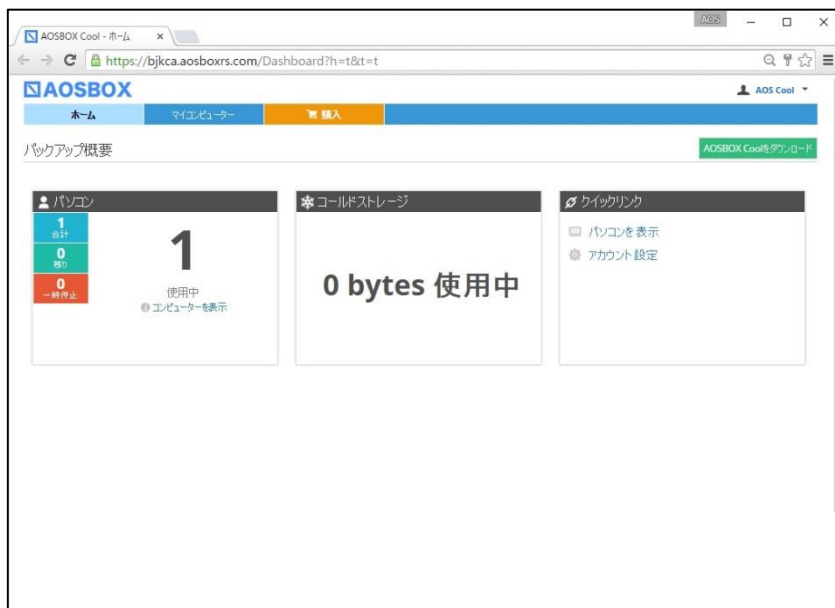 AOS
AOSBOX Cool - ホーム
https://bjkca.aosboxrs.com/Dashboard?h=t&t=t
AOSBOX
AOS Cool
ホーム マイコンピューター 購入
バックアップ概要
AOSBOX Coolをダウンロード
パソコン
1
合計
0
残り
0
一時停止
1
使用中
コンピューターを表示
コールドストレージ
0 bytes 使用中
クイックリンク
パソコンを表示
アカウント設定